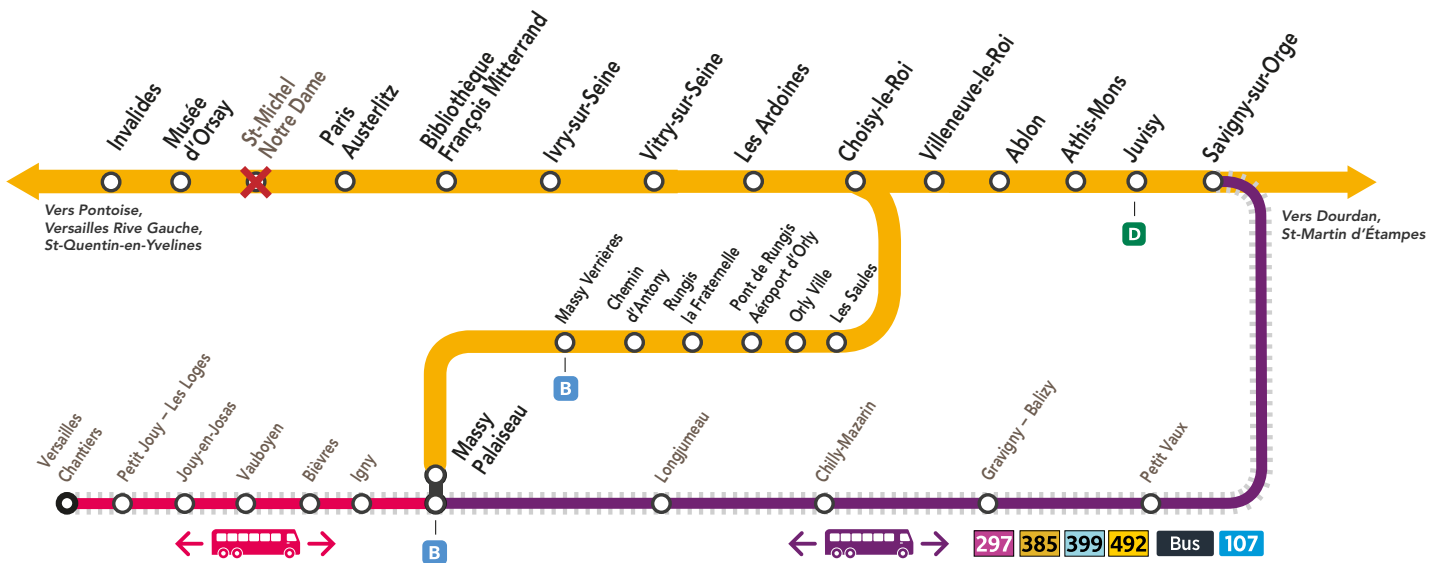 Invalides
Musée
d'Orsay
St-Michel
Notre Dame
Paris
Austerlitz
Bibliothèque
François Mitterrand
Ivry-sur-Seine
Vitry-sur-Seine
Les Ardoines
Choisy-le-Roi
Villeneuve-le-Roi
Ablon
Athis-Mons
Juvisy
Savigny-sur-Orge
Vers Pontoise,
Versailles Rive Gauche,
St-Quentin-en-Yvelines
D
Vers Dourdan,
St-Martin d'Étampes
Massy Verrières
Chemin
d'Antony
Rungis
la Fraternelle
Pont de Rungis
Aéroport d'Orly
Orly Ville
Les Saules
B
Versailles
Chantiers
Petit Jouy – Les Loges
Jouy-en-Josas
Vauboyen
Bièvres
Igny
Massy
Palaiseau
Longjumeau
Chilly-Mazarin
Gravigny – Balizy
Petit Vaux
B
297 385 399 492 Bus 107